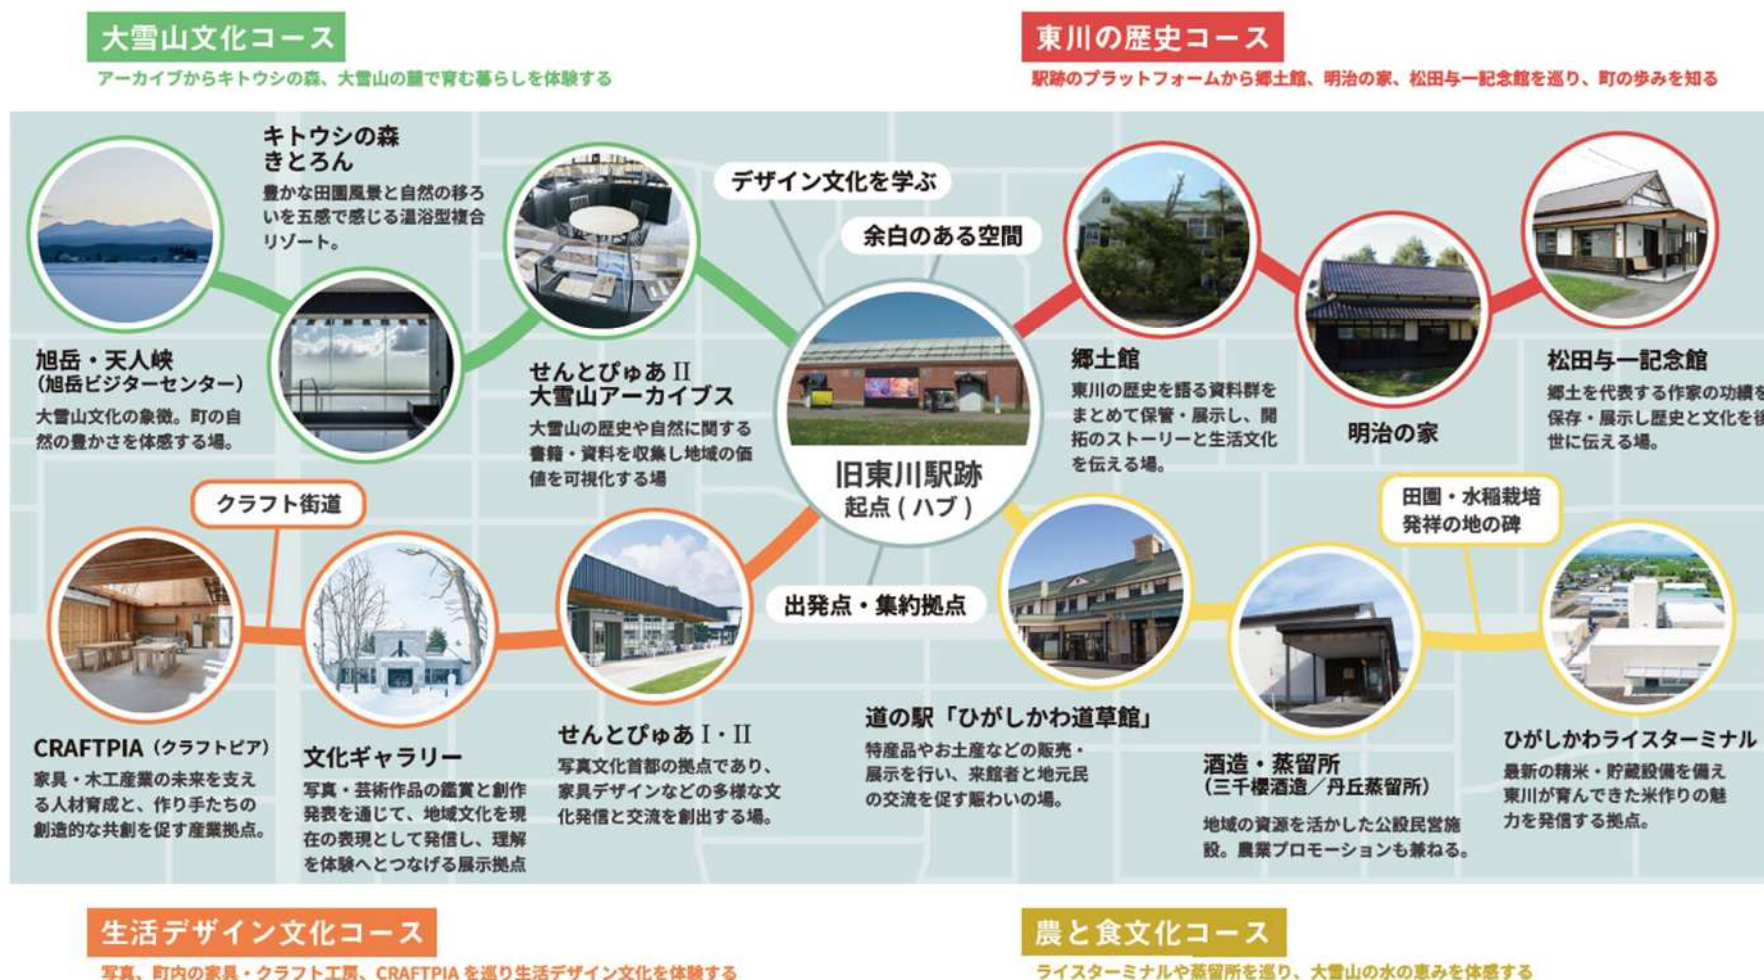 大雪山文化コース
アーカイブからキトウシの森、大雪山の麓で育む暮らしを体験する
東川の歴史コース
駅跡のプラットフォームから郷土館、明治の家、松田与一記念館を巡り、町の歩みを知る
キトウシの森
きとろん
豊かな田園風景と自然の移ろ
いを五感で感じる温浴型複合
リゾート。
デザイン文化を学ぶ
余白のある空間
旭岳・天人峡
(旭岳ビジターセンター)
大雪山文化の象徴。町の自
然の豊かさを体感する場。
せんとぴゅあ II
大雪山アーカイブス
大雪山の歴史や自然に関する
書籍・資料を収集し地域の価
値を可視化する場
旧東川駅跡
起点 ( ハブ )
郷土館
東川の歴史を語る資料群を
まとめて保管・展示し、開
拓のストーリーと生活文化
を伝える場。
明治の家
松田与一記念館
郷土を代表する作家の功績を
保存・展示し歴史と文化を後
世に伝える場。
クラフト街道
田園・水稲栽培
発祥の地の碑
出発点・集約拠点
CRAFTPIA (クラフトピア)
家具・木工産業の未来を支え
る人材育成と、作り手たちの
創造的な共創を促す産業拠点。
文化ギャラリー
写真・芸術作品の鑑賞と創作
発表を通じて、地域文化を現
在の表現として発信し、理解
を体験へとつなげる展示拠点
せんとぴゅあ I・II
写真文化首都の拠点であり、
家具デザインなどの多様な文
化発信と交流を創出する場。
道の駅「ひがしかわ道草館」
特産品やお土産などの販売・
展示を行い、来館者と地元民
の交流を促す賑わいの場。
酒造・蒸留所
(三千櫻酒造／丹丘蒸留所)
地域の資源を活かした公設民営施
設。農業プロモーションも兼ねる。
ひがしかわライスターミナル
最新の精米・貯蔵設備を備え
東川が育んできた米作りの魅
力を発信する拠点。
生活デザイン文化コース
写真、町内の家具・クラフト工房、CRAFTPIA を巡り生活デザイン文化を体験する
農と食文化コース
ライスターミナルや蒸留所を巡り、大雪山の水の恵みを体感する